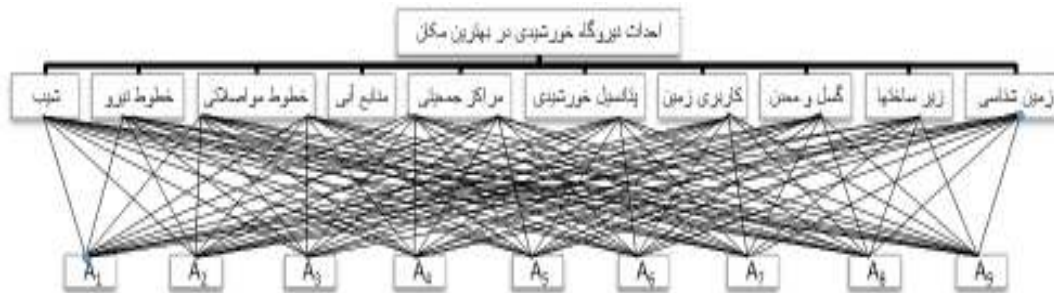 احداث نیروگاه خورشیدی در بهترین مکان
زمین شناسی زیر ساختها گسل و معدن کاربری زمین پتانسیل خورشیدی مراکز جمعیتی منابع آبی خطوط مواصلاتی خطوط نیرو شیب
A1 A2 A3 A4 A5 A6 A7 A8 A9